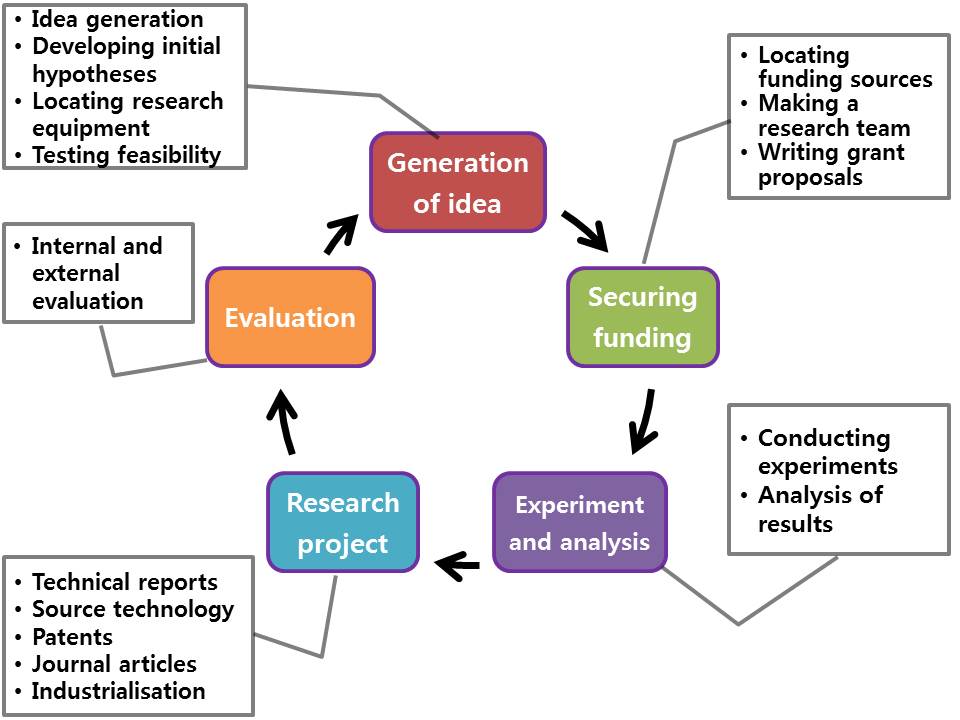 • Idea generation
• Developing initial
hypotheses
• Locating research
equipment
• Testing feasibility
• Locating
funding sources
• Making a
research team
• Writing grant
proposals
Generation
of idea
• Internal and
external
evaluation
Evaluation
Securing
funding
• Conducting
experiments
• Analysis of
results
Research
project
Experiment
and analysis
• Technical reports
• Source technology
• Patents
• Journal articles
• Industrialisation